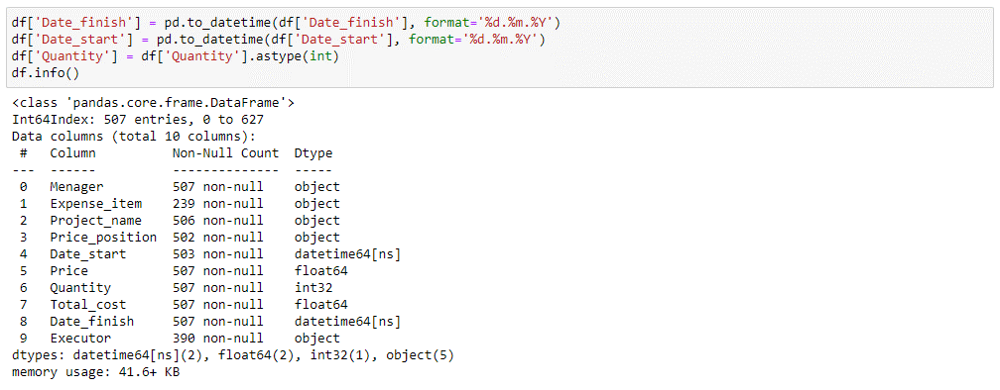 df['Date_finish'] = pd.to_datetime(df['Date_finish'], format='%d.%m.%Y')
df['Date_start'] = pd.to_datetime(df['Date_start'], format='%d.%m.%Y')
df['Quantity'] = df['Quantity'].astype(int)
df.info()
<class 'pandas.core.frame.DataFrame'>
Int64Index: 507 entries, 0 to 627
Data columns (total 10 columns):
 #   Column          Non-Null Count  Dtype
---  ------          --------------  -----
 0   Menager         507 non-null    object
 1   Expense_item    239 non-null    object
 2   Project_name    506 non-null    object
 3   Price_position  502 non-null    object
 4   Date_start      503 non-null    datetime64[ns]
 5   Price           507 non-null    float64
 6   Quantity        507 non-null    int32
 7   Total_cost      507 non-null    float64
 8   Date_finish     507 non-null    datetime64[ns]
 9   Executor        390 non-null    object
dtypes: datetime64[ns](2), float64(2), int32(1), object(5)
memory usage: 41.6+ KB